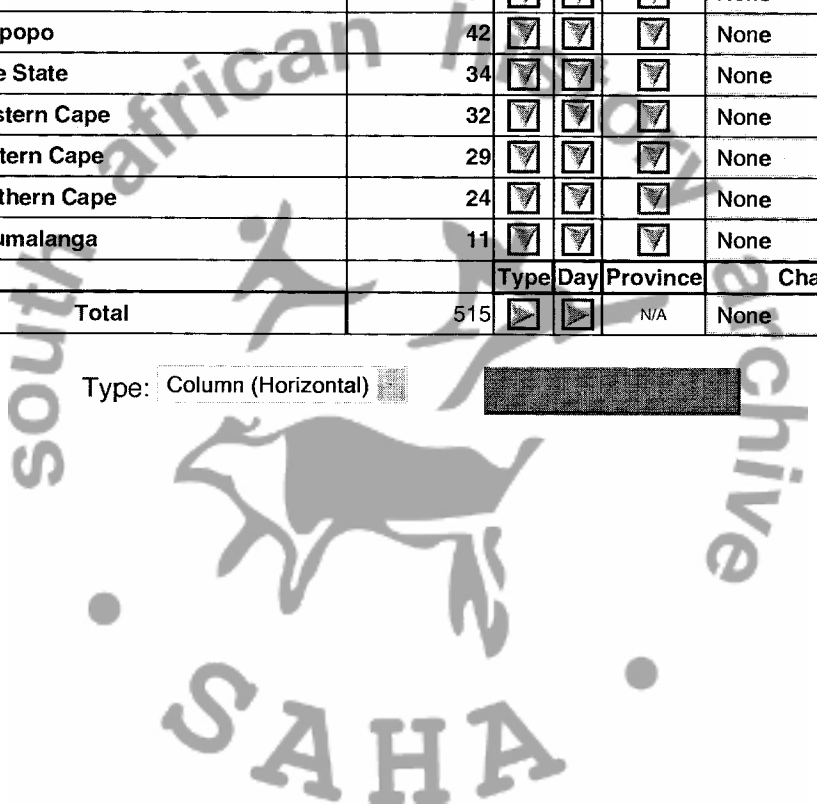 popo 42 None
e State 34 None
stern Cape 32 None
tern Cape 29 None
thern Cape 24 None
umalanga 11 None
Type Day Province Cha
Total 515 N/A None
Type: Column (Horizontal)
south african history archive
SAHA